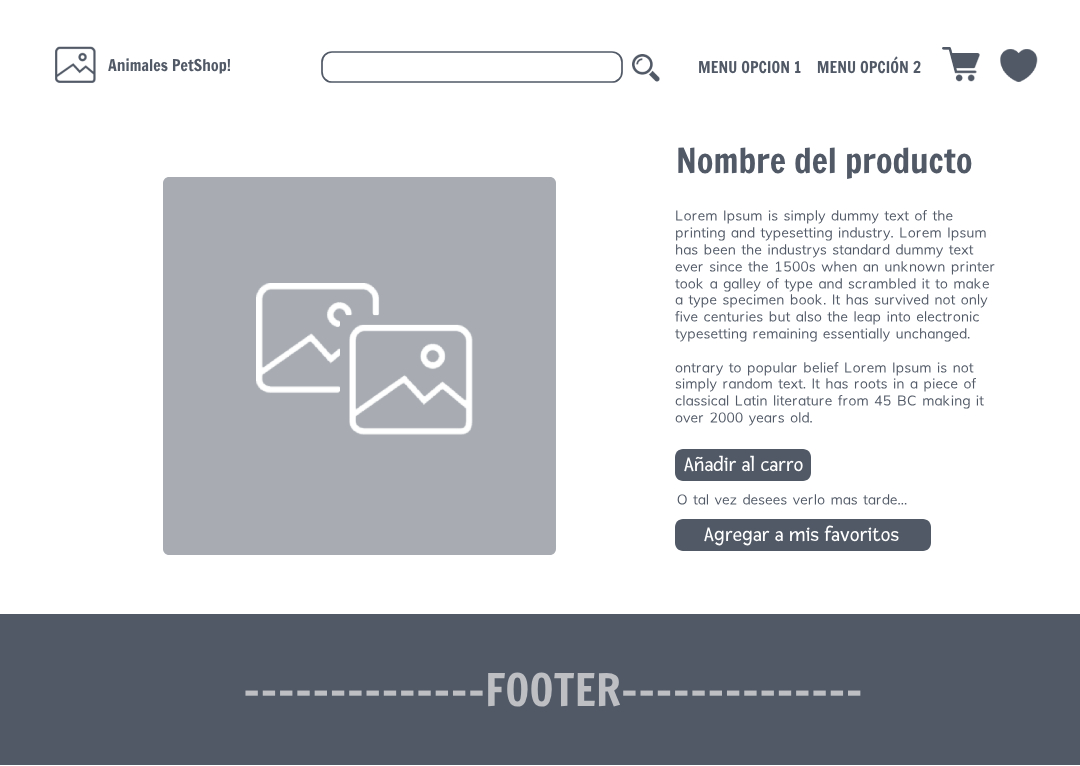 Animales PetShop!
MENU OPCION 1
MENU OPCIÓN 2
Nombre del producto
Lorem Ipsum is simply dummy text of the
printing and typesetting industry. Lorem Ipsum
has been the industrys standard dummy text
ever since the 1500s when an unknown printer
took a galley of type and scrambled it to make
a type specimen book. It has survived not only
five centuries but also the leap into electronic
typesetting remaining essentially unchanged.
ontrary to popular belief Lorem Ipsum is not
simply random text. It has roots in a piece of
classical Latin literature from 45 BC making it
over 2000 years old.
Añadir al carro
O tal vez desees verlo mas tarde...
Agregar a mis favoritos
--------------FOOTER--------------